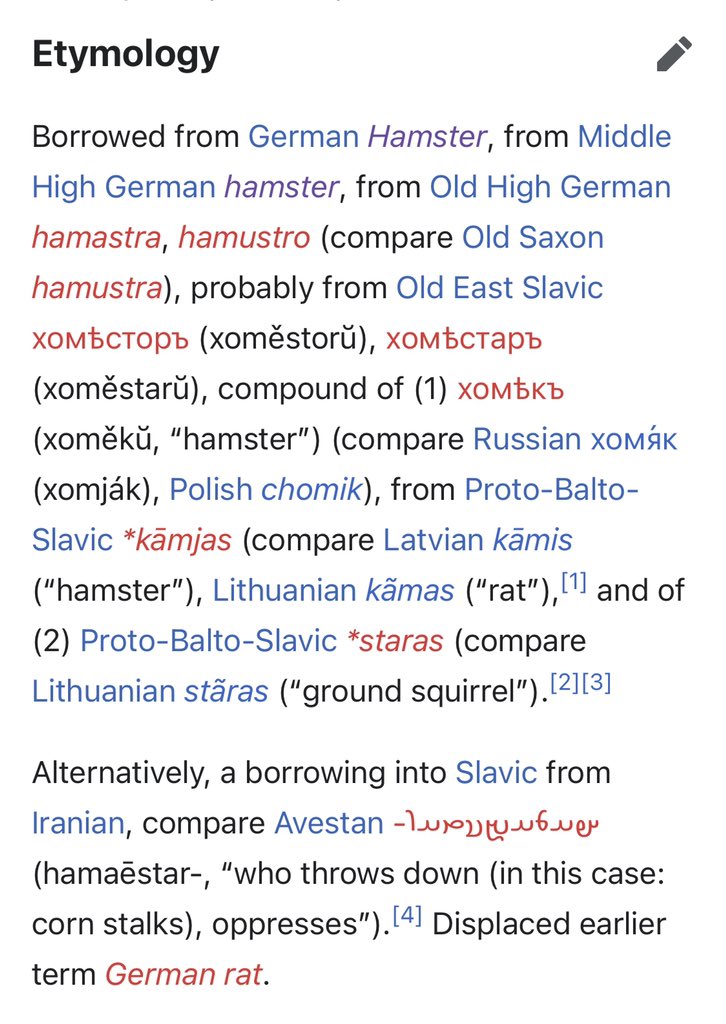 Etymology
Borrowed from German Hamster, from Middle
High German hamster, from Old High German
hamastra, hamustro (compare Old Saxon
hamustra), probably from Old East Slavic
хомѣсторъ (xoměstorŭ), хомѣстаръ
(xoměstarŭ), compound of (1) хомѣкъ
(xoměkŭ, “hamster”) (compare Russian хомя́к
(xomják), Polish chomik), from Proto-Balto-
Slavic *kāmjas (compare Latvian kāmis
(“hamster”), Lithuanian kãmas (“rat”),[1] and of
(2) Proto-Balto-Slavic *staras (compare
Lithuanian stãras (“ground squirrel”).[2][3]
Alternatively, a borrowing into Slavic from
Iranian, compare Avestan
(hamaēstar-, “who throws down (in this case:
corn stalks), oppresses”).[4] Displaced earlier
term German rat.